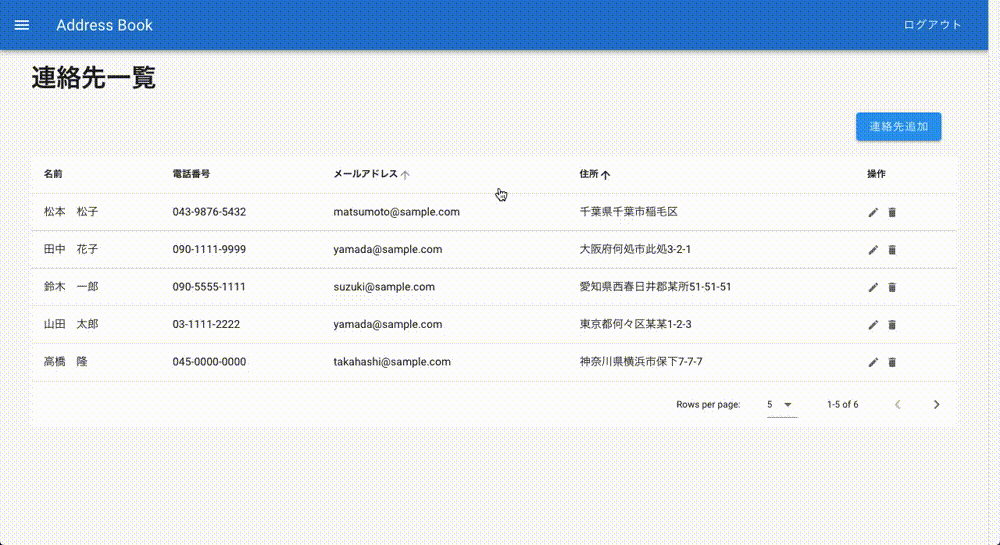 Address Book ログアウト
連絡先一覧
連絡先追加
名前 電話番号 メールアドレス 住所 操作
松本 松子 043-9876-5432 matsumoto@sample.com 千葉県千葉市稲毛区
田中 花子 090-1111-9999 yamada@sample.com 大阪府何処市此処3-2-1
鈴木 一郎 090-5555-1111 suzuki@sample.com 愛知県西春日井郡某所51-51-51
山田 太郎 03-1111-2222 yamada@sample.com 東京都何々区某某1-2-3
高橋 隆 045-0000-0000 takahashi@sample.com 神奈川県横浜市保下7-7-7
Rows per page: 5 1-5 of 6